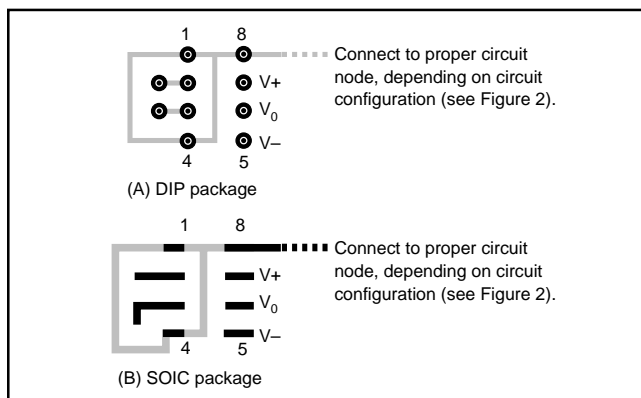 1 8
Connect to proper circuit
node, depending on circuit
configuration (see Figure 2).
V+
V0
V–
4 5
(A) DIP package
1 8
Connect to proper circuit
node, depending on circuit
configuration (see Figure 2).
V+
V0
V–
4 5
(B) SOIC package